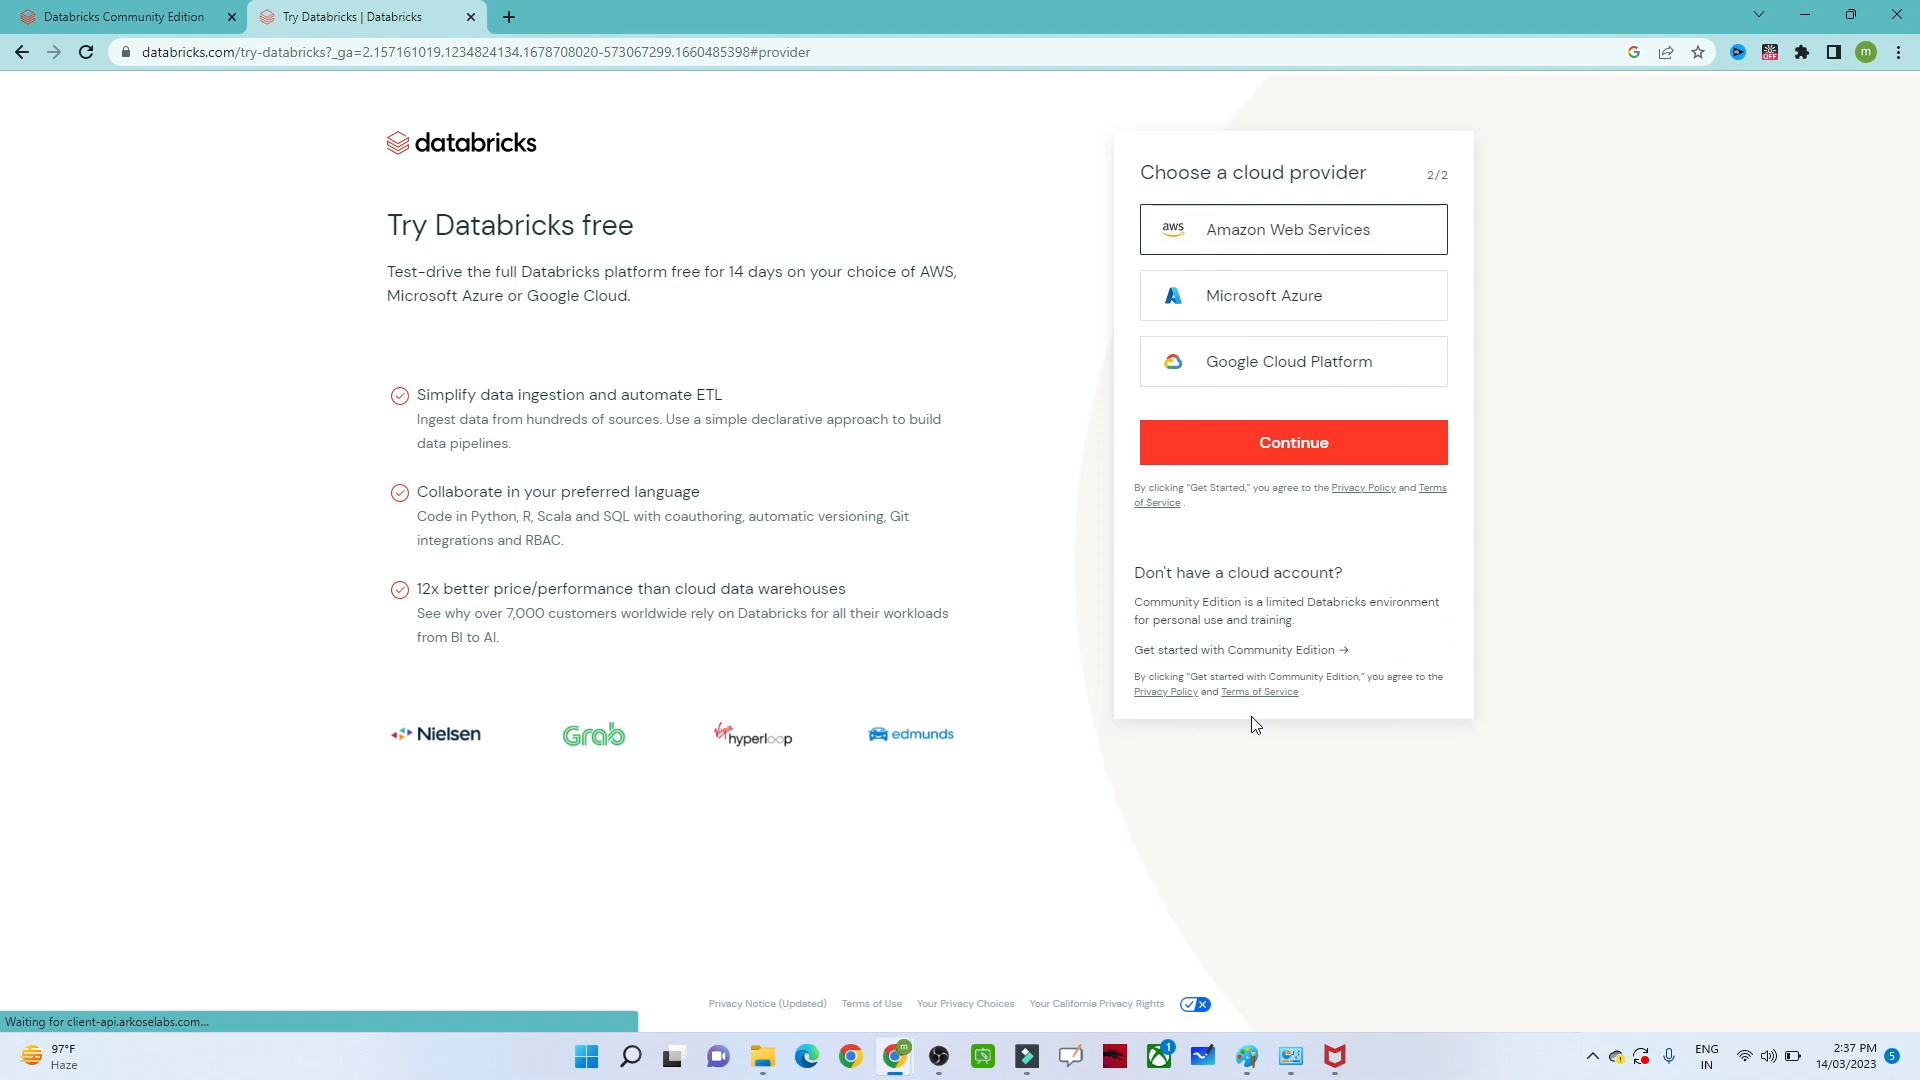 Databricks Community Edition
Try Databricks | Databricks
databricks.com/try-databricks?_ga=2.157161019.1234824134.1678708020-573067299.1660485398#provider
OFF
m
databricks
Try Databricks free
Test-drive the full Databricks platform free for 14 days on your choice of AWS,
Microsoft Azure or Google Cloud.
Simplify data ingestion and automate ETL
Ingest data from hundreds of sources. Use a simple declarative approach to build
data pipelines.
Collaborate in your preferred language
Code in Python, R, Scala and SQL with coauthoring, automatic versioning, Git
integrations and RBAC.
12x better price/performance than cloud data warehouses
See why over 7,000 customers worldwide rely on Databricks for all their workloads
from BI to AI.
Nielsen
Grab
Virgin hyperloop
edmunds
Choose a cloud provider
2/2
aws Amazon Web Services
Microsoft Azure
Google Cloud Platform
Continue
By clicking "Get Started," you agree to the Privacy Policy and Terms
of Service .
Don't have a cloud account?
Community Edition is a limited Databricks environment
for personal use and training.
Get started with Community Edition →
By clicking "Get started with Community Edition," you agree to the
Privacy Policy and Terms of Service .
Privacy Notice (Updated)
Terms of Use
Your Privacy Choices
Your California Privacy Rights
Waiting for client-api.arkoselabs.com...
97°F
Haze
m
1
ENG
IN
2:37 PM
14/03/2023
5